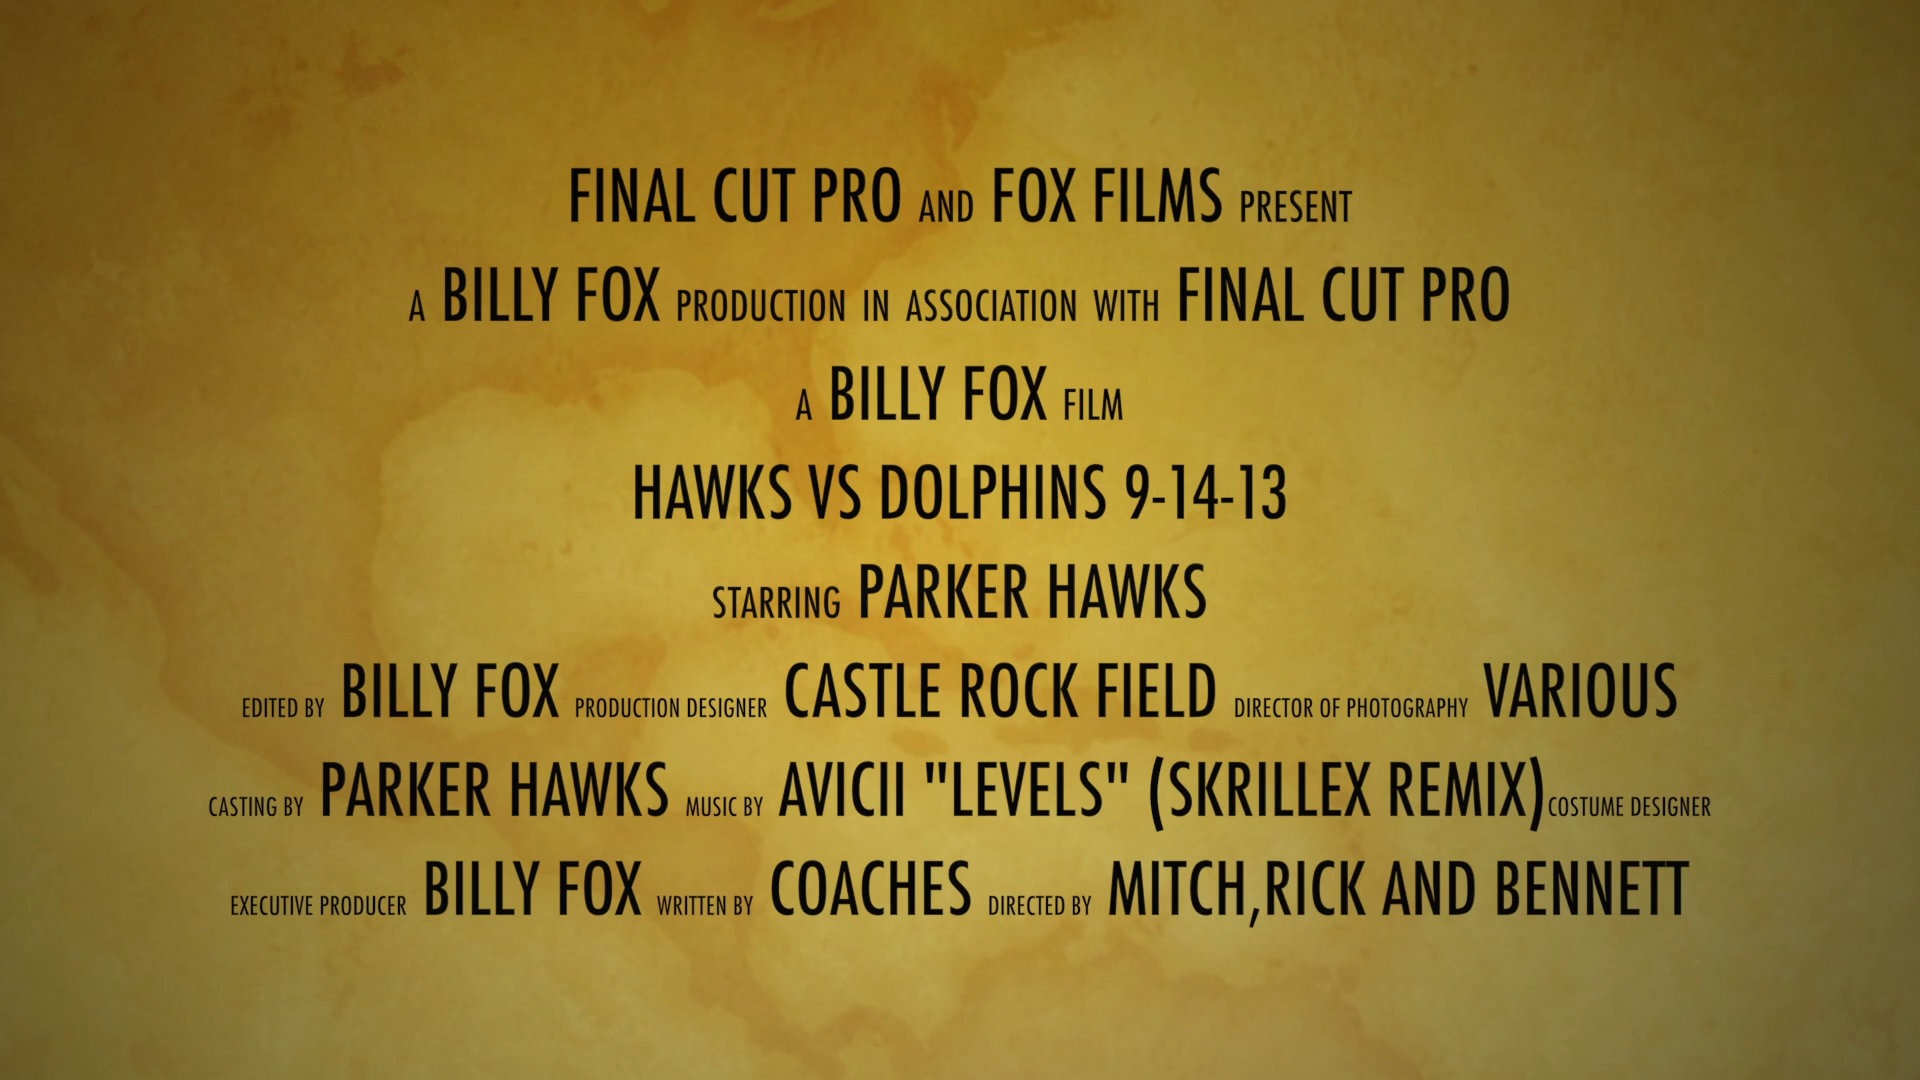 FINAL CUT PRO AND FOX FILMS PRESENT
A BILLY FOX PRODUCTION IN ASSOCIATION WITH FINAL CUT PRO
A BILLY FOX FILM
HAWKS VS DOLPHINS 9-14-13
STARRING PARKER HAWKS
EDITED BY BILLY FOX PRODUCTION DESIGNER CASTLE ROCK FIELD DIRECTOR OF PHOTOGRAPHY VARIOUS
CASTING BY PARKER HAWKS MUSIC BY AVICII "LEVELS" (SKRILLEX REMIX)COSTUME DESIGNER
EXECUTIVE PRODUCER BILLY FOX WRITTEN BY COACHES DIRECTED BY MITCH,RICK AND BENNETT